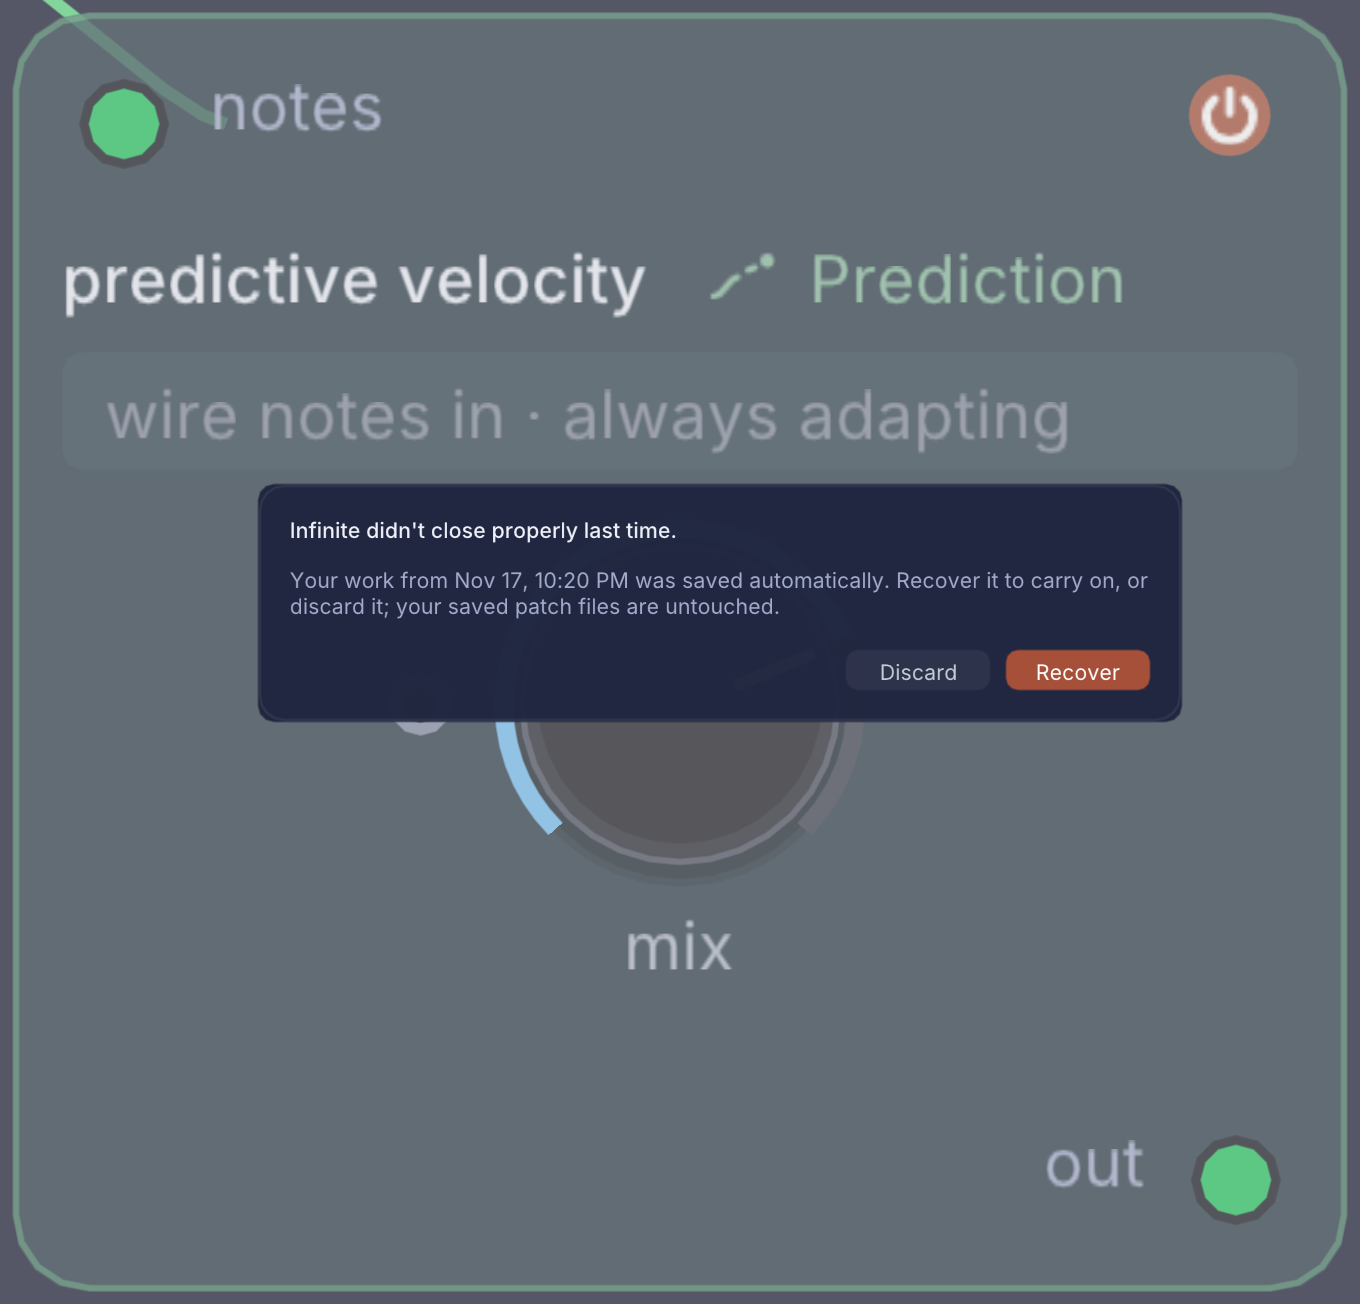 notes
predictive velocity
Prediction
wire notes in · always adapting
Infinite didn't close properly last time.
Your work from Nov 17, 10:20 PM was saved automatically. Recover it to carry on, or
discard it; your saved patch files are untouched.
Discard
Recover
mix
out